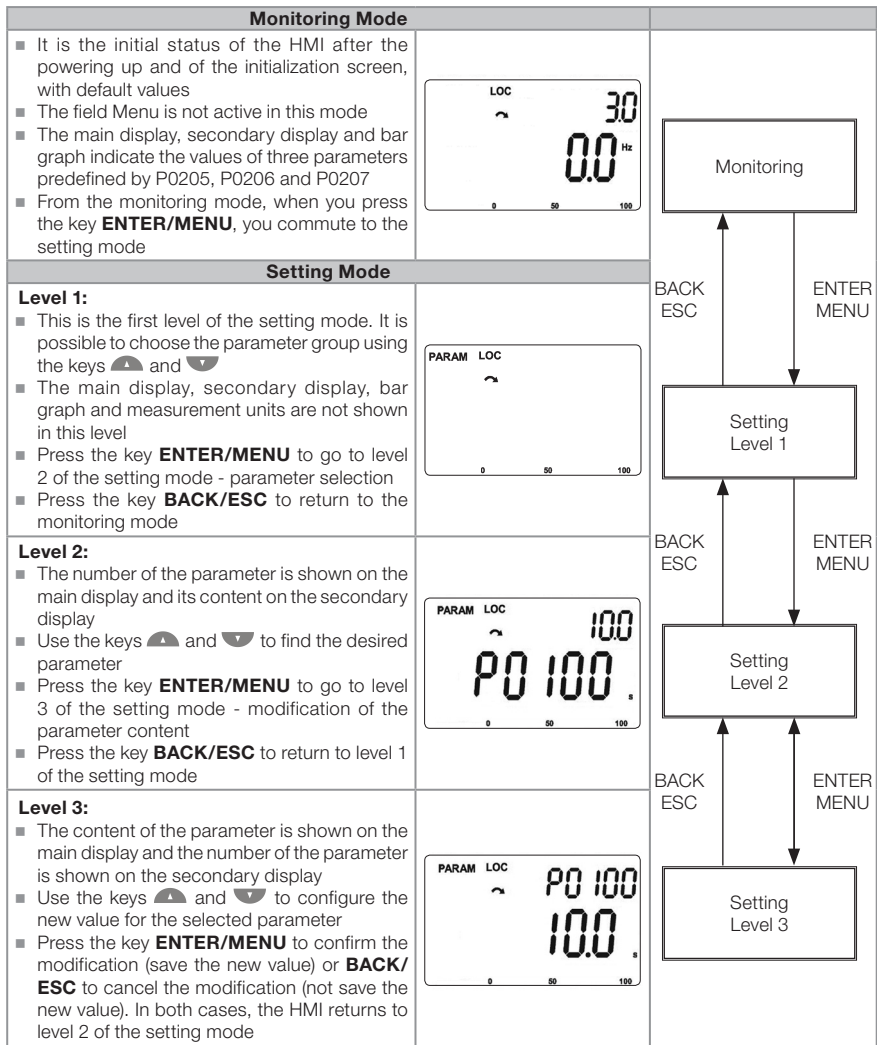 Monitoring Mode
■ It is the initial status of the HMI after the
powering up and of the initialization screen,
with default values
■ The field Menu is not active in this mode
■ The main display, secondary display and bar
graph indicate the values of three parameters
predefined by P0205, P0206 and P0207
■ From the monitoring mode, when you press
the key ENTER/MENU, you commute to the
setting mode
LOC
3.0
0.0 Hz
0 50 100
Setting Mode
Level 1:
■ This is the first level of the setting mode. It is
possible to choose the parameter group using
the keys and
■ The main display, secondary display, bar
graph and measurement units are not shown
in this level
■ Press the key ENTER/MENU to go to level
2 of the setting mode - parameter selection
■ Press the key BACK/ESC to return to the
monitoring mode
PARAM LOC
0 50 100
Level 2:
■ The number of the parameter is shown on the
main display and its content on the secondary
display
■ Use the keys and to find the desired
parameter
■ Press the key ENTER/MENU to go to level
3 of the setting mode - modification of the
parameter content
■ Press the key BACK/ESC to return to level 1
of the setting mode
PARAM LOC
10.0
P0100 s
0 50 100
Level 3:
■ The content of the parameter is shown on the
main display and the number of the parameter
is shown on the secondary display
■ Use the keys and to configure the
new value for the selected parameter
■ Press the key ENTER/MENU to confirm the
modification (save the new value) or BACK/
ESC to cancel the modification (not save the
new value). In both cases, the HMI returns to
level 2 of the setting mode
PARAM LOC
P0100
10.0 s
0 50 100
Monitoring
BACK
ESC
ENTER
MENU
Setting
Level 1
BACK
ESC
ENTER
MENU
Setting
Level 2
BACK
ESC
ENTER
MENU
Setting
Level 3